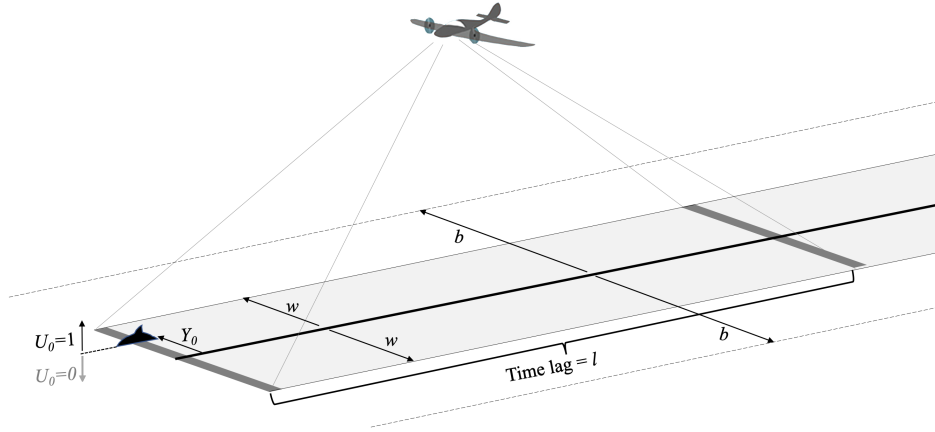 b
w
Y₀
w
U₀=1
U₀=0
b
Time lag = l